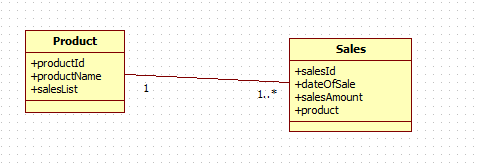 Product
+productId
+productName
+salesList
1
1..*
Sales
+salesId
+dateOfSale
+salesAmount
+product